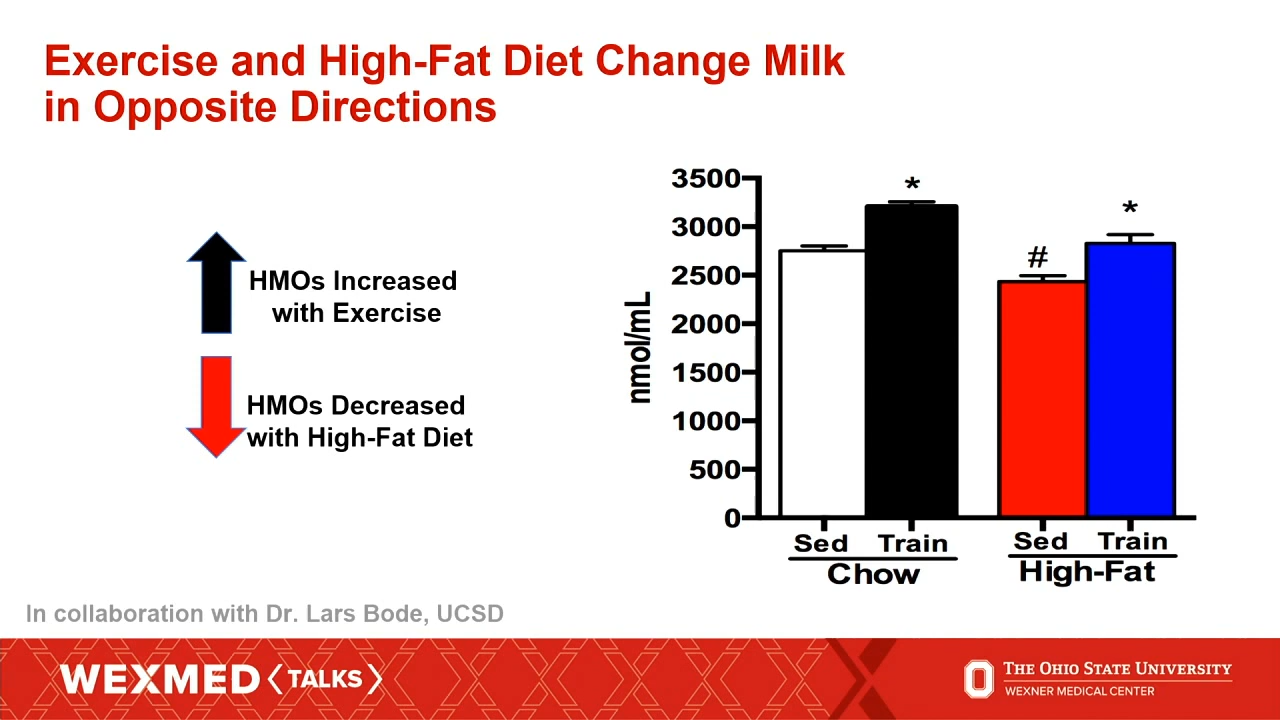 Exercise and High-Fat Diet Change Milk
in Opposite Directions
HMOs Increased
with Exercise
HMOs Decreased
with High-Fat Diet
nmol/mL
3500
3000
2500
2000
1500
1000
500
0
*
#
*
Sed Train Sed Train
Chow High-Fat
In collaboration with Dr. Lars Bode, UCSD
WEXMED TALKS
THE OHIO STATE UNIVERSITY
WEXNER MEDICAL CENTER